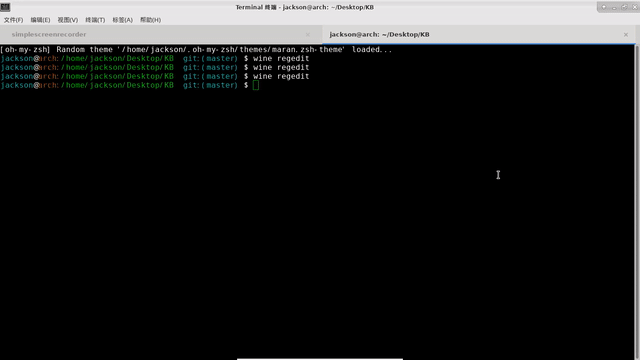 Terminal 终端 - jackson@arch: ~/Desktop/KB
文件(F) 编辑(E) 视图(V) 终端(T) 标签(A) 帮助(H)
simplescreenrecorder
jackson@arch: ~/Desktop/KB
[oh-my-zsh] Random theme '/home/jackson/.oh-my-zsh/themes/maran.zsh-theme' loaded...
jackson@arch:/home/jackson/Desktop/KB git:(master) $ wine regedit
jackson@arch:/home/jackson/Desktop/KB git:(master) $ wine regedit
jackson@arch:/home/jackson/Desktop/KB git:(master) $ wine regedit
jackson@arch:/home/jackson/Desktop/KB git:(master) $